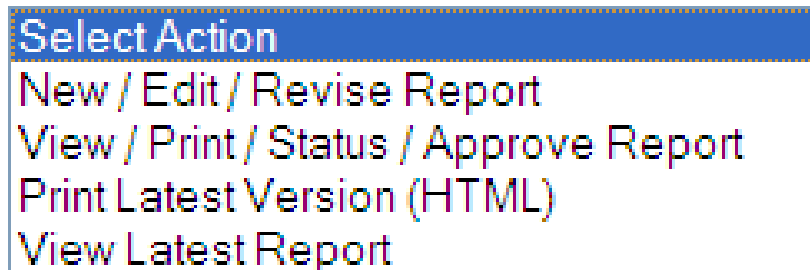 Select Action
New / Edit / Revise Report
View / Print / Status / Approve Report
Print Latest Version (HTML)
View Latest Report